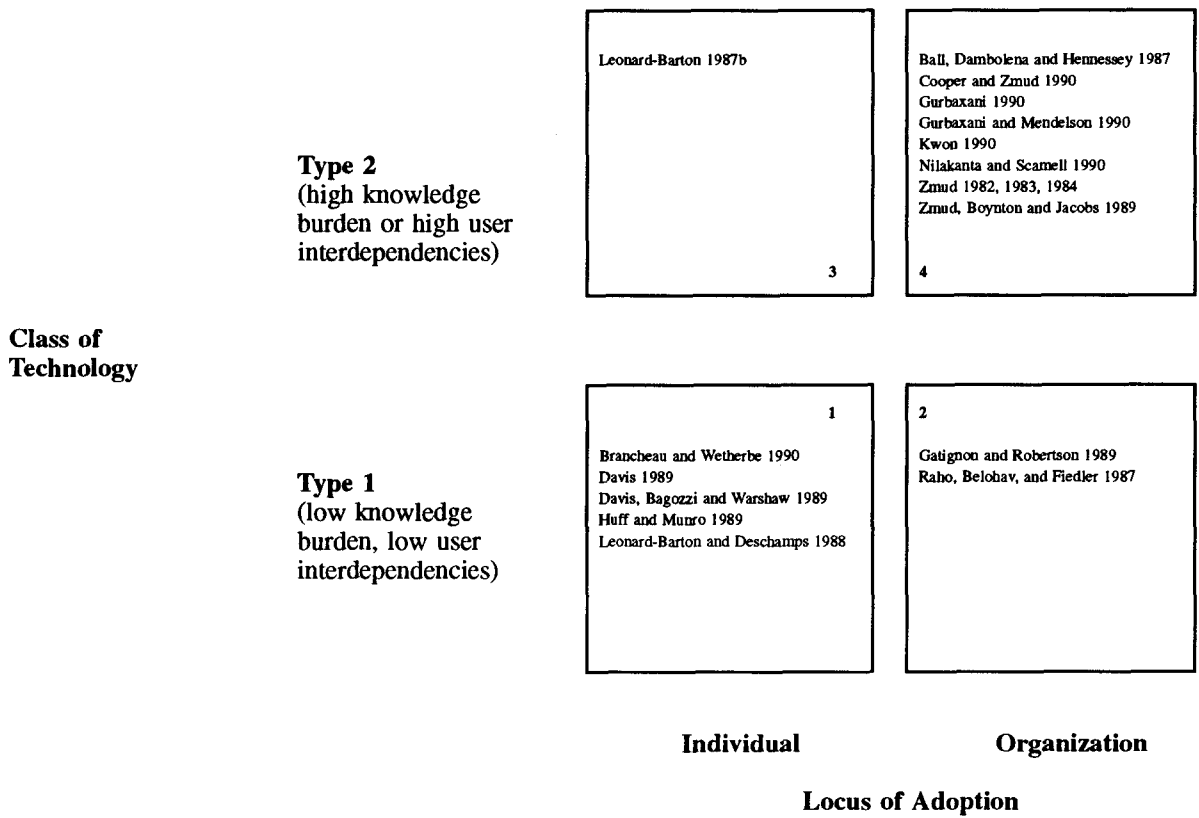 Leonard-Barton 1987b
3
Ball, Dambolena and Hennessey 1987
Cooper and Zmud 1990
Gurbaxani 1990
Gurbaxani and Mendelson 1990
Kwon 1990
Nilakanta and Scamell 1990
Zmud 1982, 1983, 1984
Zmud, Boynton and Jacobs 1989
4
Type 2
(high knowledge
burden or high user
interdependencies)
Class of
Technology
Type 1
(low knowledge
burden, low user
interdependencies)
1
Brancheau and Wetherbe 1990
Davis 1989
Davis, Bagozzi and Warshaw 1989
Huff and Munro 1989
Leonard-Barton and Deschamps 1988
2
Gatignon and Robertson 1989
Raho, Belohav, and Fiedler 1987
Individual
Organization
Locus of Adoption